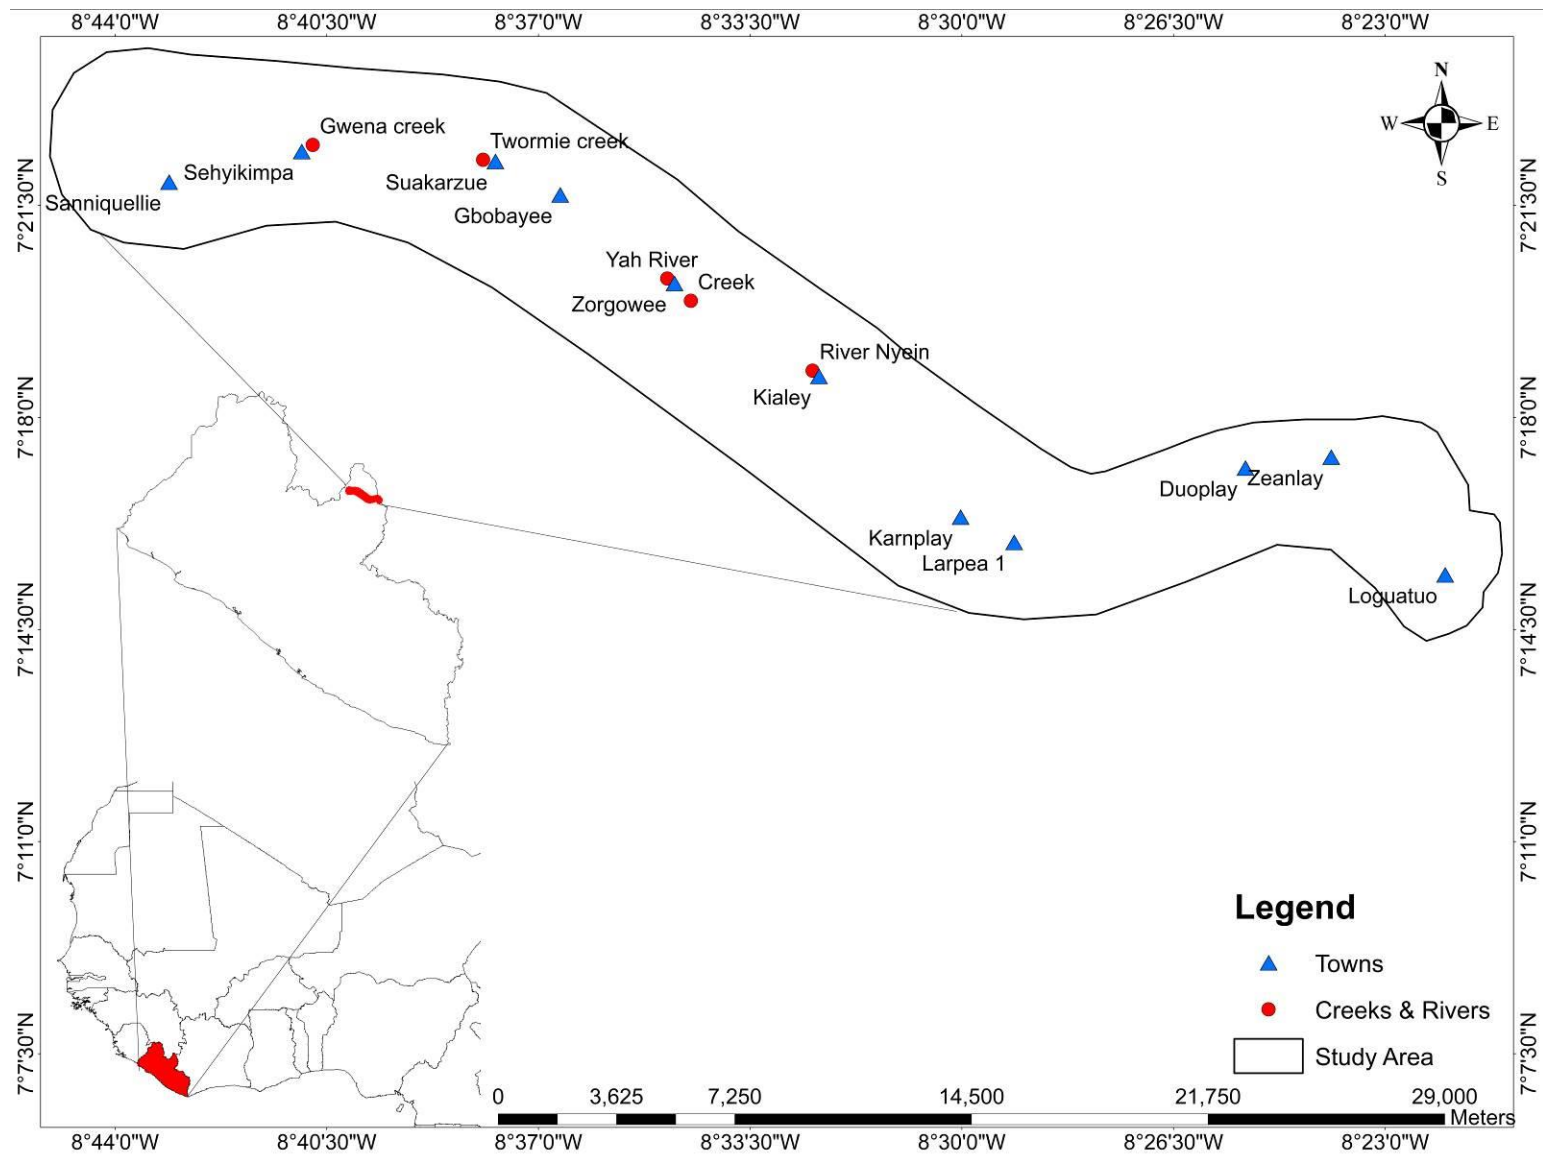 8°44'0"W 8°40'30"W 8°37'0"W 8°33'30"W 8°30'0"W 8°26'30"W 8°23'0"W
N
W E
S
Gwena creek
Twormie creek
Sehyikimpa
Suakarzue
Sanniquellie
Gbobayee
7°21'30"N 7°21'30"N
Yah River
Creek
Zorgowee
River Nyein
Kialey
7°18'0"N 7°18'0"N
Duoplay
Zeanlay
Karnplay
Larpea 1
Loguatuo
7°14'30"N 7°14'30"N
7°11'0"N 7°11'0"N
Legend
Towns
Creeks & Rivers
Study Area
7°7'30"N 7°7'30"N
0 3,625 7,250 14,500 21,750 29,000
Meters
8°44'0"W 8°40'30"W 8°37'0"W 8°33'30"W 8°30'0"W 8°26'30"W 8°23'0"W